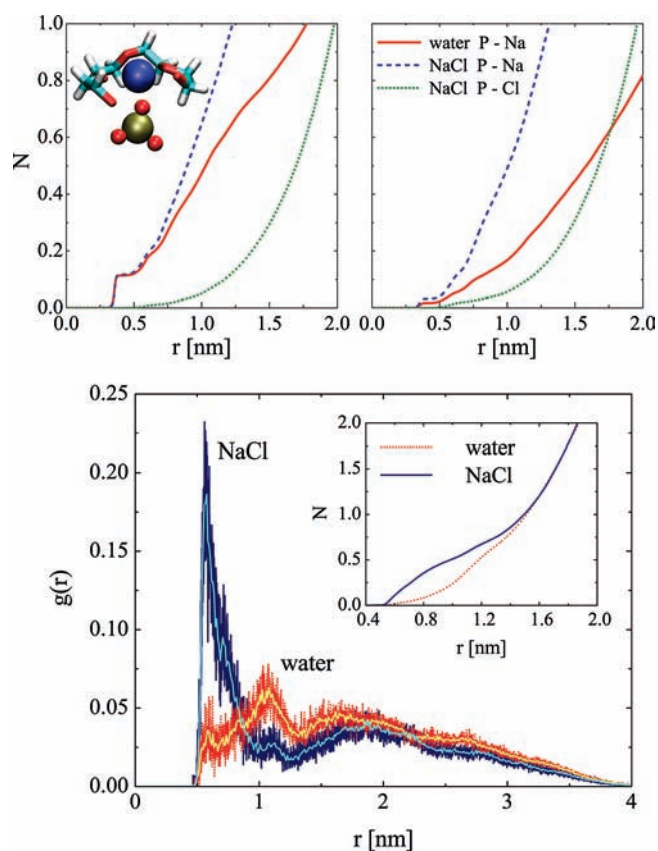 1.0
0.8
0.6
0.4
0.2
0.0
N
0.0 0.5 1.0 1.5 2.0
r [nm]
water P - Na
NaCl P - Na
NaCl P - Cl
0.0 0.5 1.0 1.5 2.0
r [nm]
0.25
0.20
0.15
0.10
0.05
0.00
g(r)
NaCl
water
0 1 2 3 4
r [nm]
2.0
1.5
1.0
0.5
0.0
N
water
NaCl
0.4 0.8 1.2 1.6 2.0
r [nm]